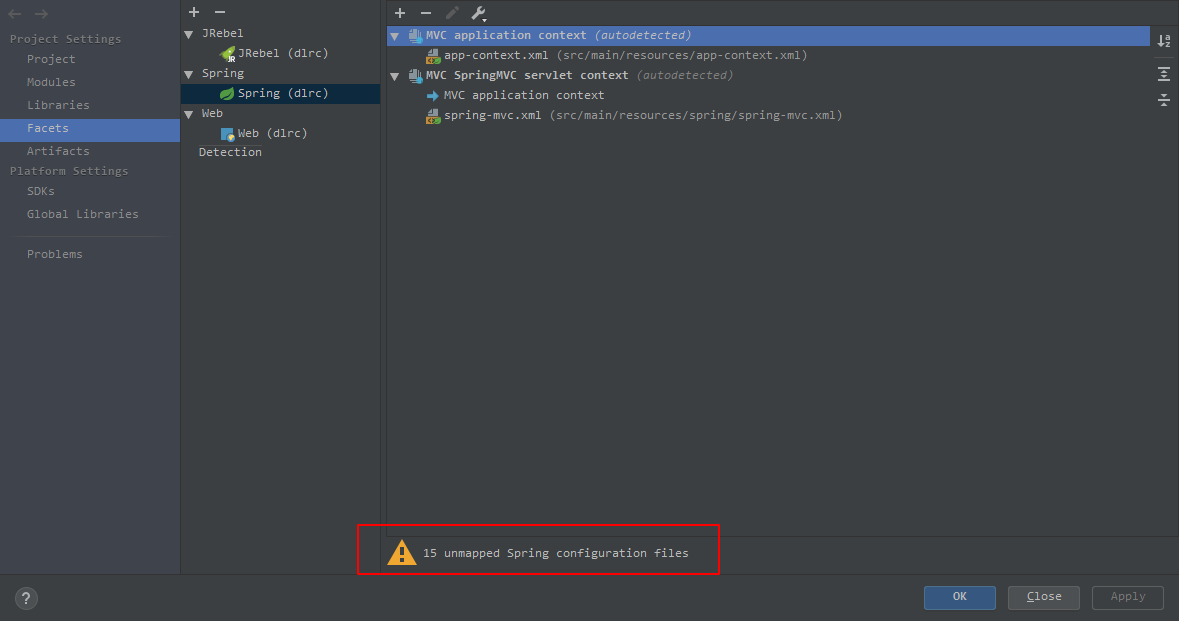 Project Settings
Project
Modules
Libraries
Facets
Artifacts
Platform Settings
SDKs
Global Libraries
Problems
JRebel
JR
JRebel (dlrc)
Spring
Spring (dlrc)
Web
Web (dlrc)
Detection
MVC application context (autodetected)
app-context.xml (src/main/resources/app-context.xml)
MVC SpringMVC servlet context (autodetected)
MVC application context
spring-mvc.xml (src/main/resources/spring/spring-mvc.xml)
15 unmapped Spring configuration files
?
OK
Close
Apply